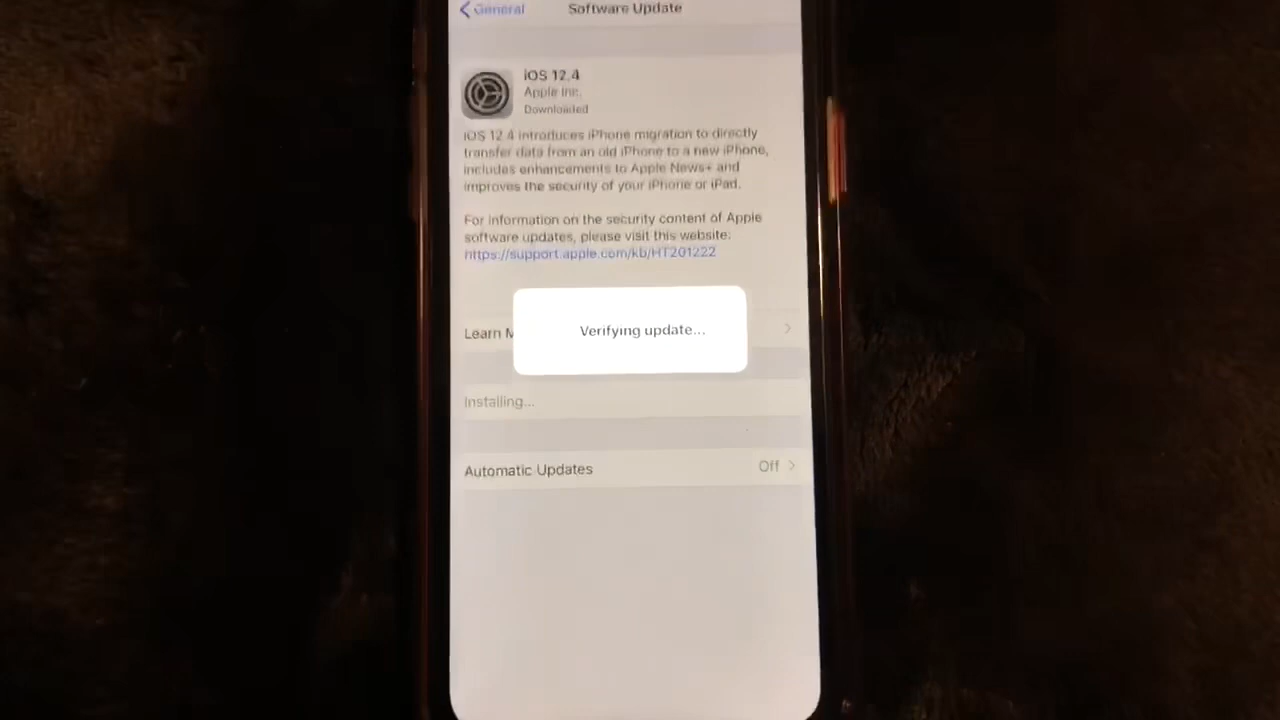 General
Software Update
iOS 12.4
Apple Inc.
Downloaded
iOS 12.4 introduces iPhone migration to directly
transfer data from an old iPhone to a new iPhone,
includes enhancements to Apple News+ and
improves the security of your iPhone or iPad.
For information on the security content of Apple
software updates, please visit this website:
https://support.apple.com/kb/HT201222
Verifying update...
Learn M
Installing...
Automatic Updates Off